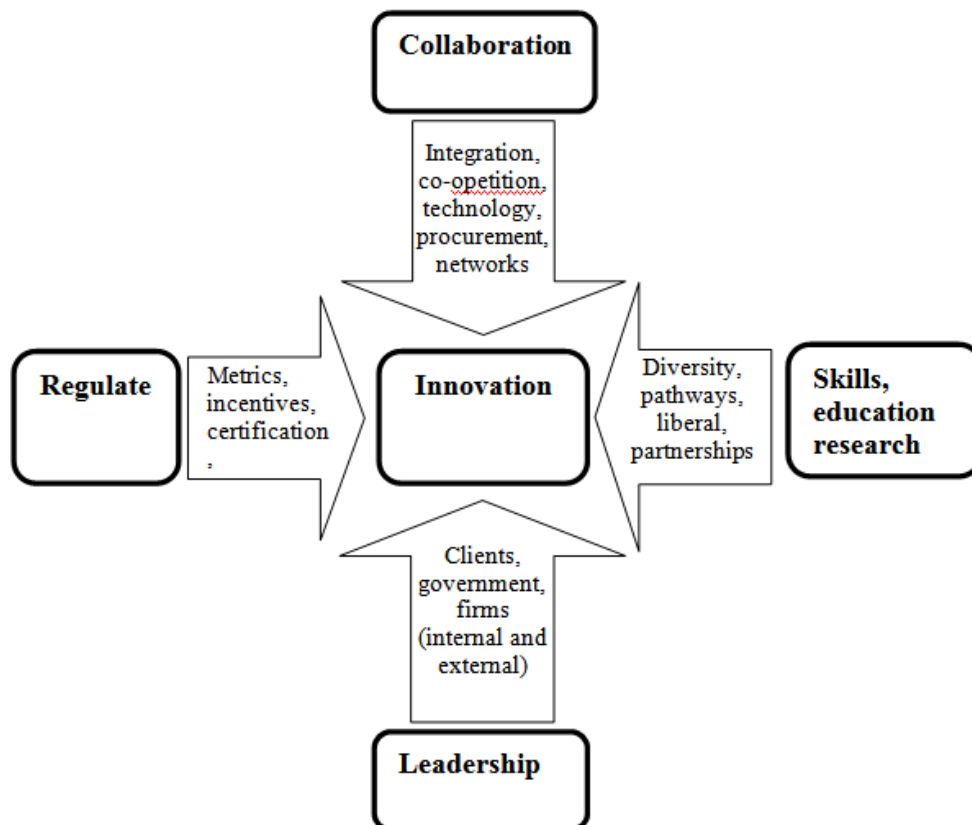 Collaboration
Integration,
co-opetition,
technology,
procurement,
networks
Regulate
Metrics,
incentives,
certification
,
Innovation
Diversity,
pathways,
liberal,
partnerships
Skills,
education
research
Clients,
government,
firms
(internal and
external)
Leadership